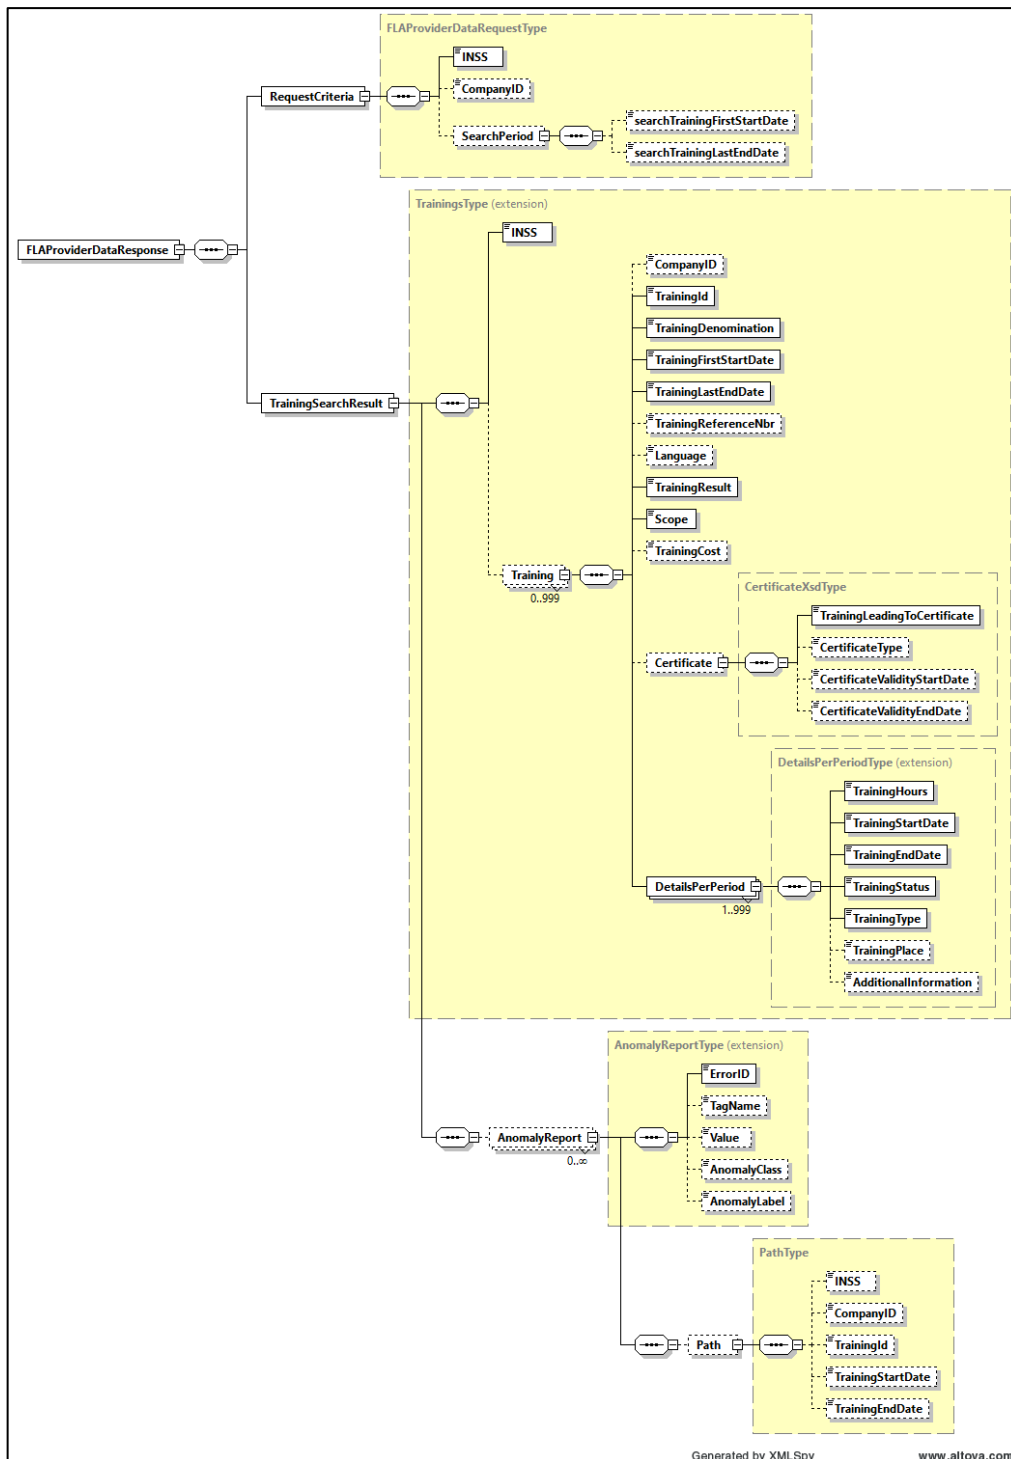 FLAProviderDataRequestType
INSS
CompanyID
RequestCriteria
SearchPeriod
searchTrainingFirstStartDate
searchTrainingLastEndDate
TrainingsType (extension)
INSS
FLAProviderDataResponse
CompanyID
TrainingId
TrainingDenomination
TrainingFirstStartDate
TrainingLastEndDate
TrainingSearchResult
TrainingReferenceNbr
Language
TrainingResult
Scope
TrainingCost
Training
0..999
CertificateXsdType
TrainingLeadingToCertificate
CertificateType
Certificate
CertificateValidityStartDate
CertificateValidityEndDate
DetailsPerPeriodType (extension)
TrainingHours
TrainingStartDate
TrainingEndDate
DetailsPerPeriod
1..999
TrainingStatus
TrainingType
TrainingPlace
AdditionalInformation
AnomalyReportType (extension)
ErrorID
TagName
AnomalyReport
0..∞
Value
AnomalyClass
AnomalyLabel
PathType
INSS
CompanyID
Path
TrainingId
TrainingStartDate
TrainingEndDate
Generated by XMLSpy
www.altova.com